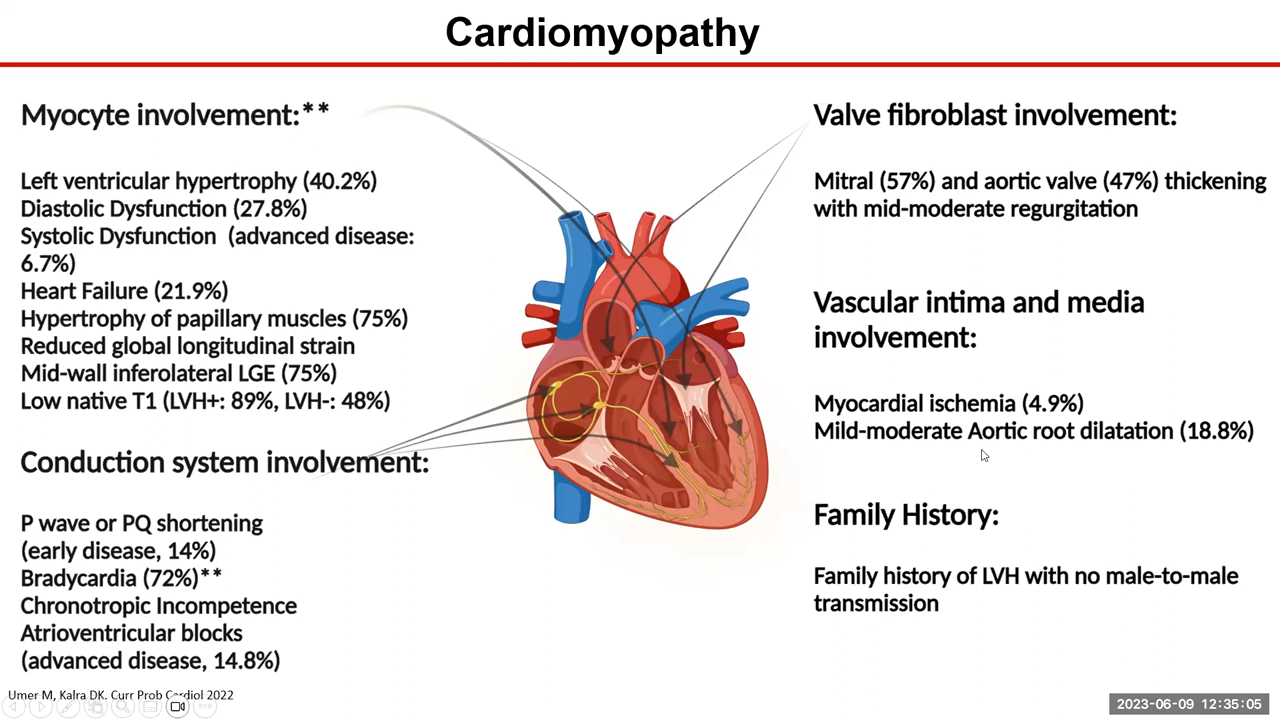 Cardiomyopathy
Myocyte involvement:**
Left ventricular hypertrophy (40.2%)
Diastolic Dysfunction (27.8%)
Systolic Dysfunction (advanced disease:
6.7%)
Heart Failure (21.9%)
Hypertrophy of papillary muscles (75%)
Reduced global longitudinal strain
Mid-wall inferolateral LGE (75%)
Low native T1 (LVH+: 89%, LVH-: 48%)
Conduction system involvement:
P wave or PQ shortening
(early disease, 14%)
Bradycardia (72%)**
Chronotropic Incompetence
Atrioventricular blocks
(advanced disease, 14.8%)
Valve fibroblast involvement:
Mitral (57%) and aortic valve (47%) thickening
with mid-moderate regurgitation
Vascular intima and media
involvement:
Myocardial ischemia (4.9%)
Mild-moderate Aortic root dilatation (18.8%)
Family History:
Family history of LVH with no male-to-male
transmission
Umer M, Kalra DK. Curr Prob Cardiol 2022
2023-06-09 12:35:05